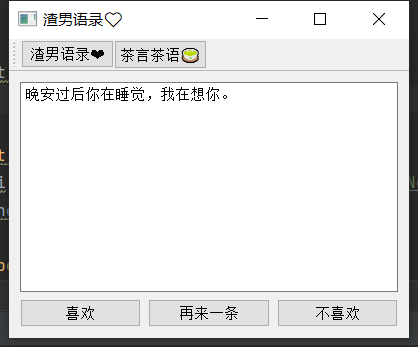 渣男语录♡
渣男语录❤ 茶言茶语🍵
晚安过后你在睡觉，我在想你。
喜欢 再来一条 不喜欢